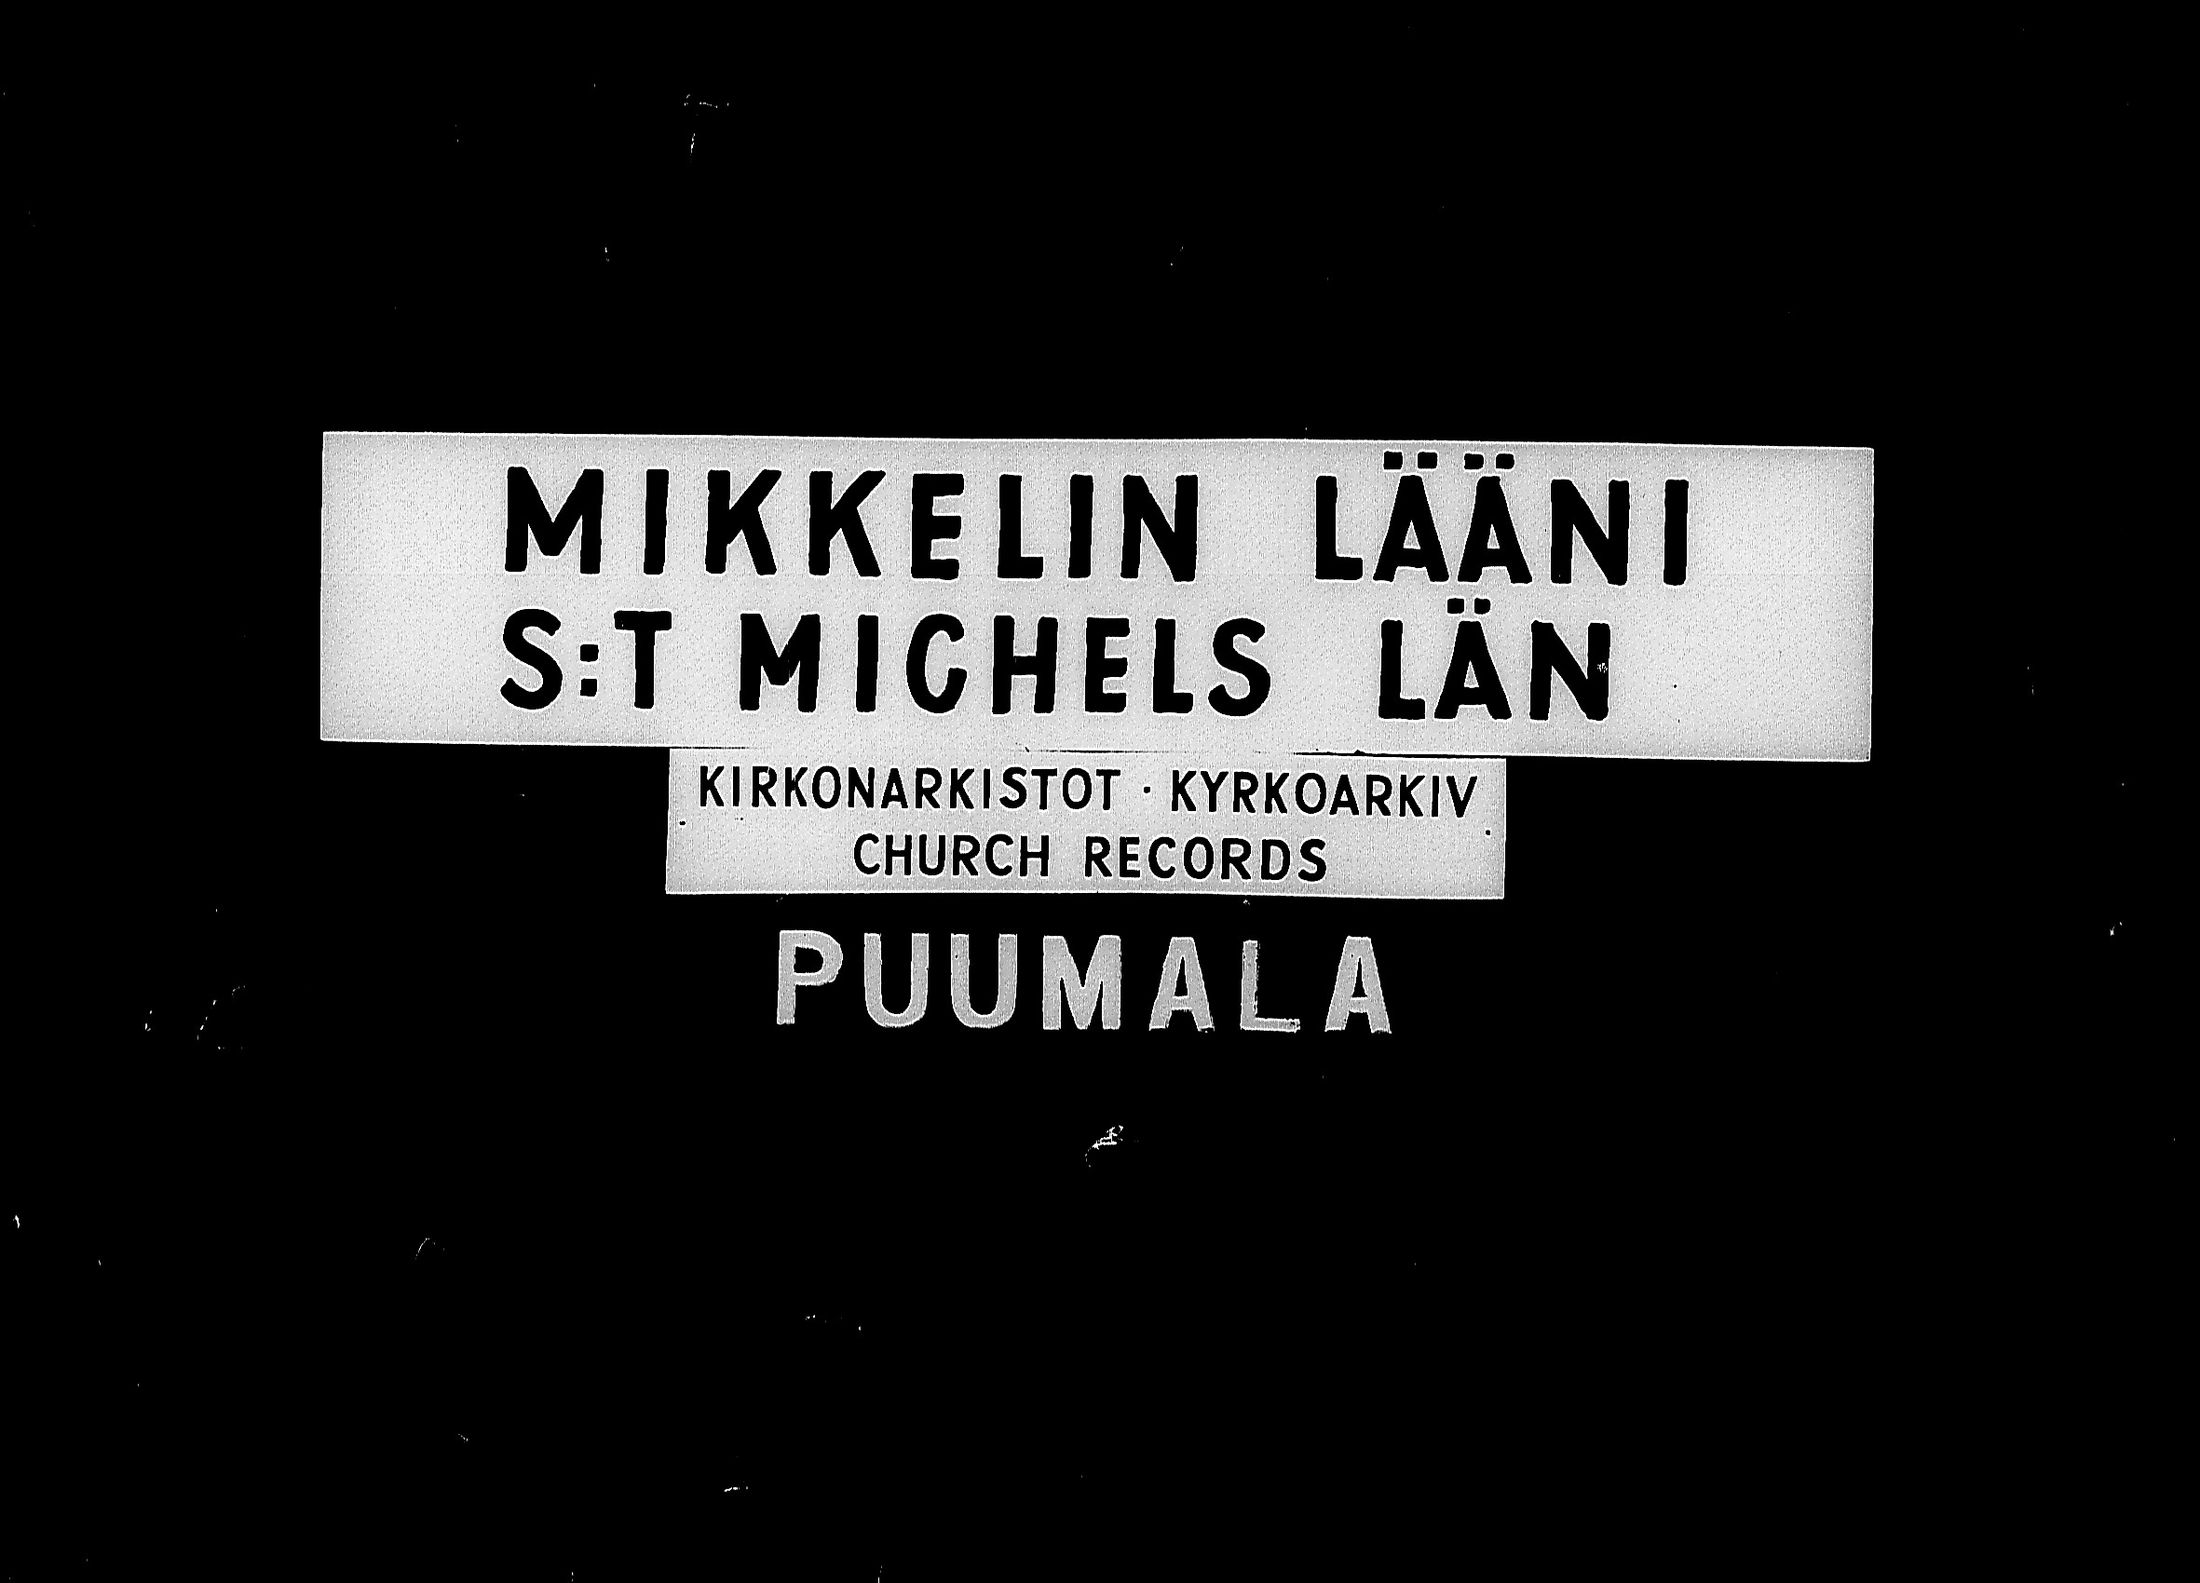 MIKKELIN LÄÄNI
S:T MICHELS LÄN
KIRKONARKISTOT · KYRKOARKIV
CHURCH RECORDS
PUUMALA